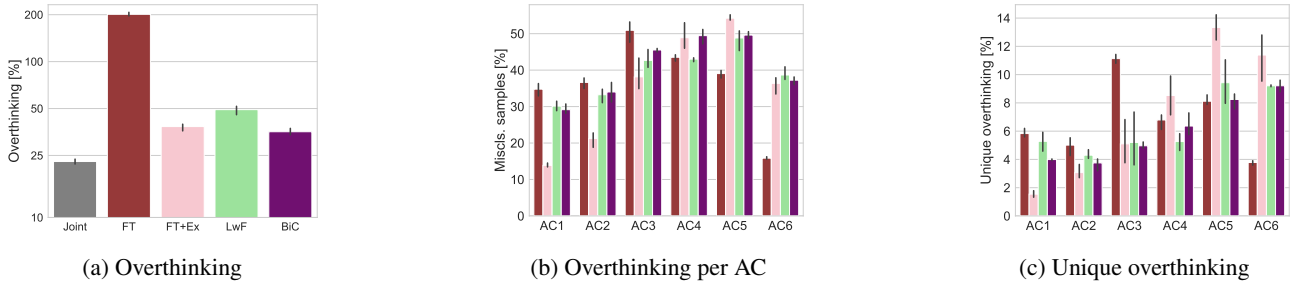 Overthinking [%]
200
100
50
25
10
Joint
FT
FT+Ex
LwF
BiC
(a) Overthinking
Miscls. samples [%]
50
40
30
20
10
0
AC1
AC2
AC3
AC4
AC5
AC6
(b) Overthinking per AC
Unique overthinking [%]
14
12
10
8
6
4
2
0
AC1
AC2
AC3
AC4
AC5
AC6
(c) Unique overthinking